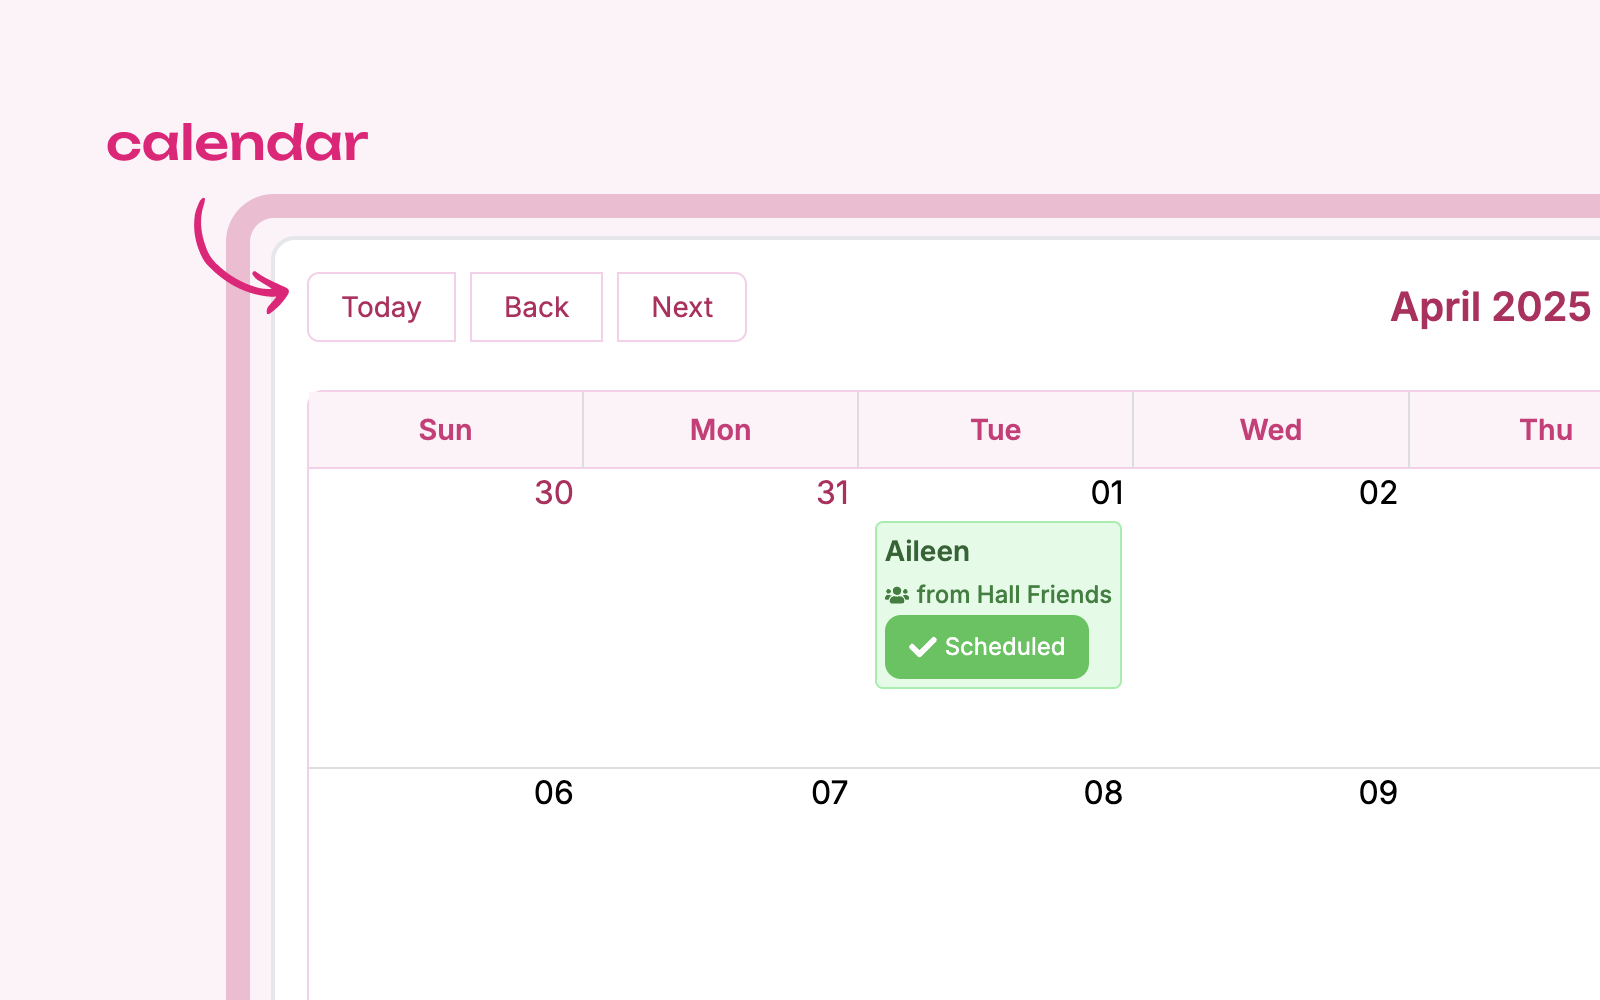 calendar
Today Back Next
April 2025
Sun Mon Tue Wed Thu
30 31 01 02
Aileen
from Hall Friends
Scheduled
06 07 08 09